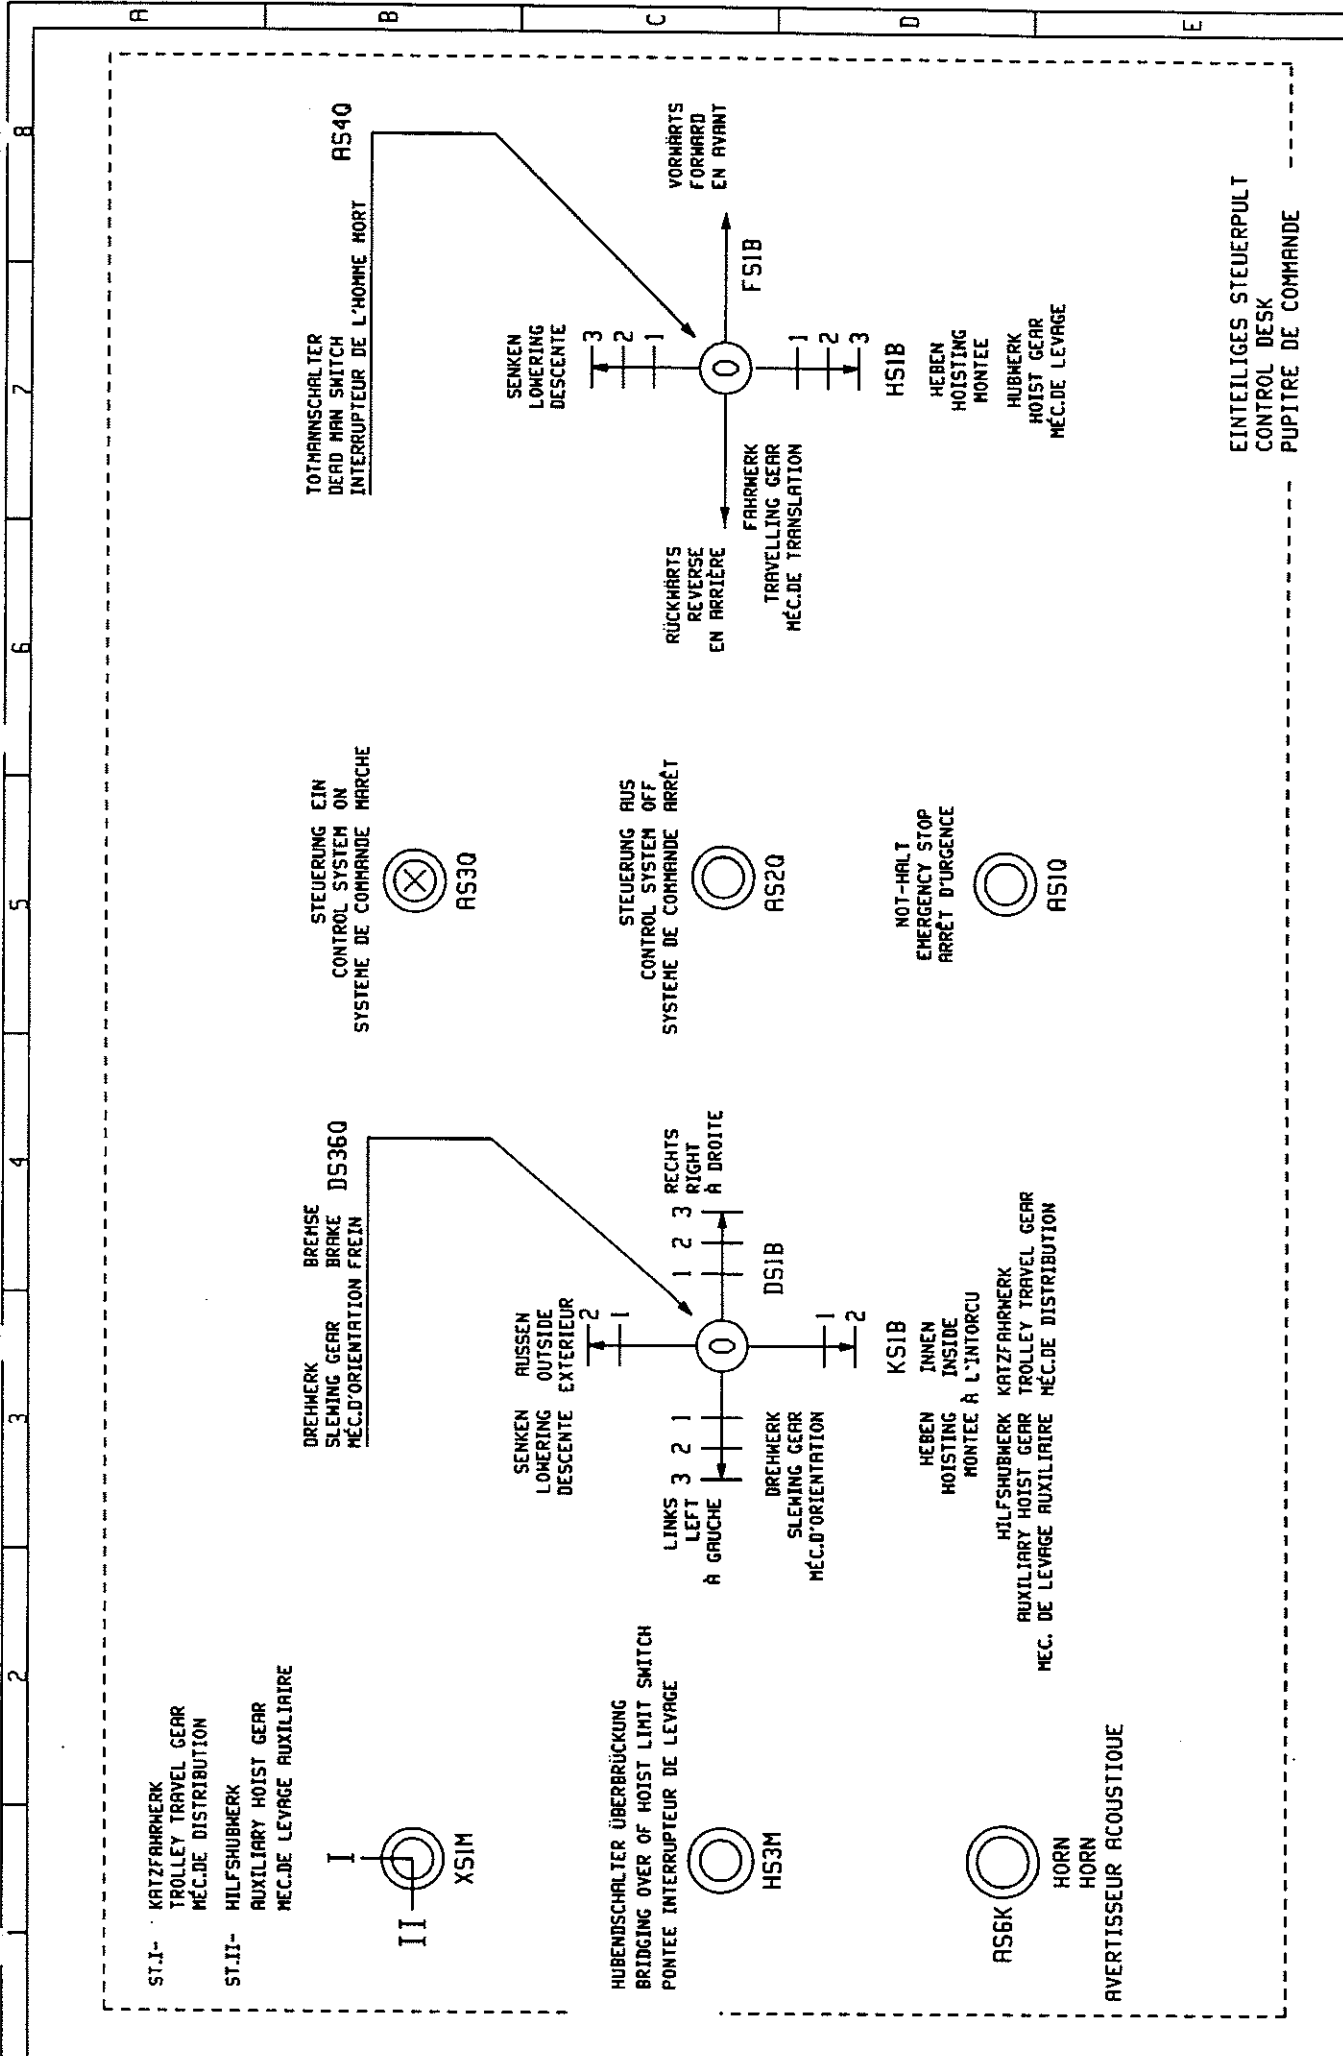 A
B
C
D
E
2
3
4
5
6
7
8
ST.I- KATZFAHRWERK
TROLLEY TRAVEL GEAR
MÉC.DE DISTRIBUTION
ST.II- HILFSHUBWERK
AUXILIARY HOIST GEAR
MEC.DE LEVAGE AUXILIAIRE
I
II
XS1M
HUBENDSCHALTER ÜBERBRÜCKUNG
BRIDGING OVER OF HOIST LIMIT SWITCH
PONTEE INTERRUPTEUR DE LEVAGE
HS3M
AS6K
HORN
HORN
AVERTISSEUR ACOUSTIQUE
DREHWERK BREMSE
SLEWING GEAR BRAKE DS36Q
MÉC.D'ORIENTATION FREIN
SENKEN AUSSEN
LOWERING OUTSIDE
DESCENTE EXTERIEUR
2
1
LINKS
LEFT
À GAUCHE
3 2 1
0
1 2 3
RECHTS
RIGHT
À DROITE
DS1B
DREHWERK
SLEWING GEAR
MÉC.D'ORIENTATION
1
2
KS1B
HEBEN INNEN
HOISTING INSIDE
MONTEE À L'INTORCU
HILFSHUBWERK KATZFAHRWERK
AUXILIARY HOIST GEAR TROLLEY TRAVEL GEAR
MEC. DE LEVAGE AUXILIAIRE MÉC.DE DISTRIBUTION
STEUERUNG EIN
CONTROL SYSTEM ON
SYSTEME DE COMMANDE MARCHE
AS3Q
STEUERUNG AUS
CONTROL SYSTEM OFF
SYSTEME DE COMMANDE ARRÊT
AS2Q
NOT-HALT
EMERGENCY STOP
ARRÊT D'URGENCE
AS1Q
TOTMANNSCHALTER
DEAD MAN SWITCH
INTERRUPTEUR DE L'HOMME MORT
AS4Q
SENKEN
LOWERING
DESCENTE
3
2
1
RÜCKWÄRTS
REVERSE
EN ARRIÈRE
0
VORWÄRTS
FORWARD
EN AVANT
FS1B
FAHRWERK
TRAVELLING GEAR
MÉC.DE TRANSLATION
1
2
3
HS1B
HEBEN
HOISTING
MONTEE
HUBWERK
HOIST GEAR
MÉC.DE LEVAGE
EINTEILIGES STEUERPULT
CONTROL DESK
PUPITRE DE COMMANDE